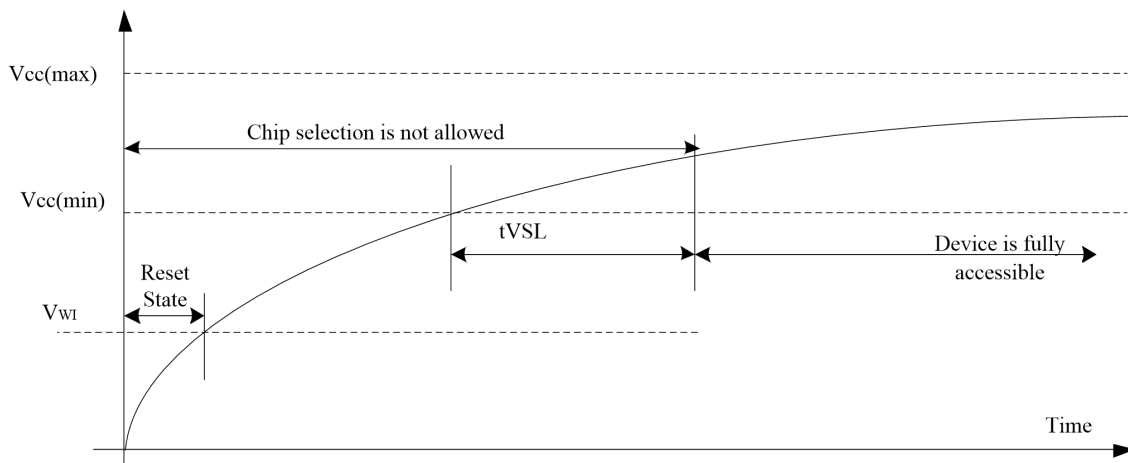 Vcc(max)
Chip selection is not allowed
Vcc(min)
tVSL
Device is fully
accessible
Reset
State
VWI
Time